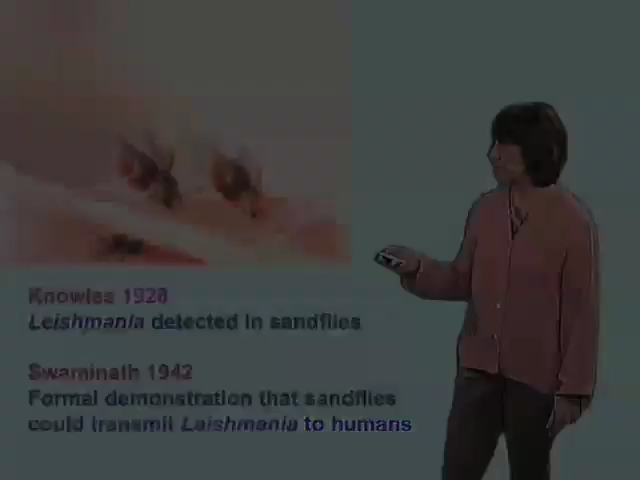 Knowles 1928
Leishmania detected in sandflies
Swaminath 1942
Formal demonstration that sandflies
could transmit Leishmania to humans